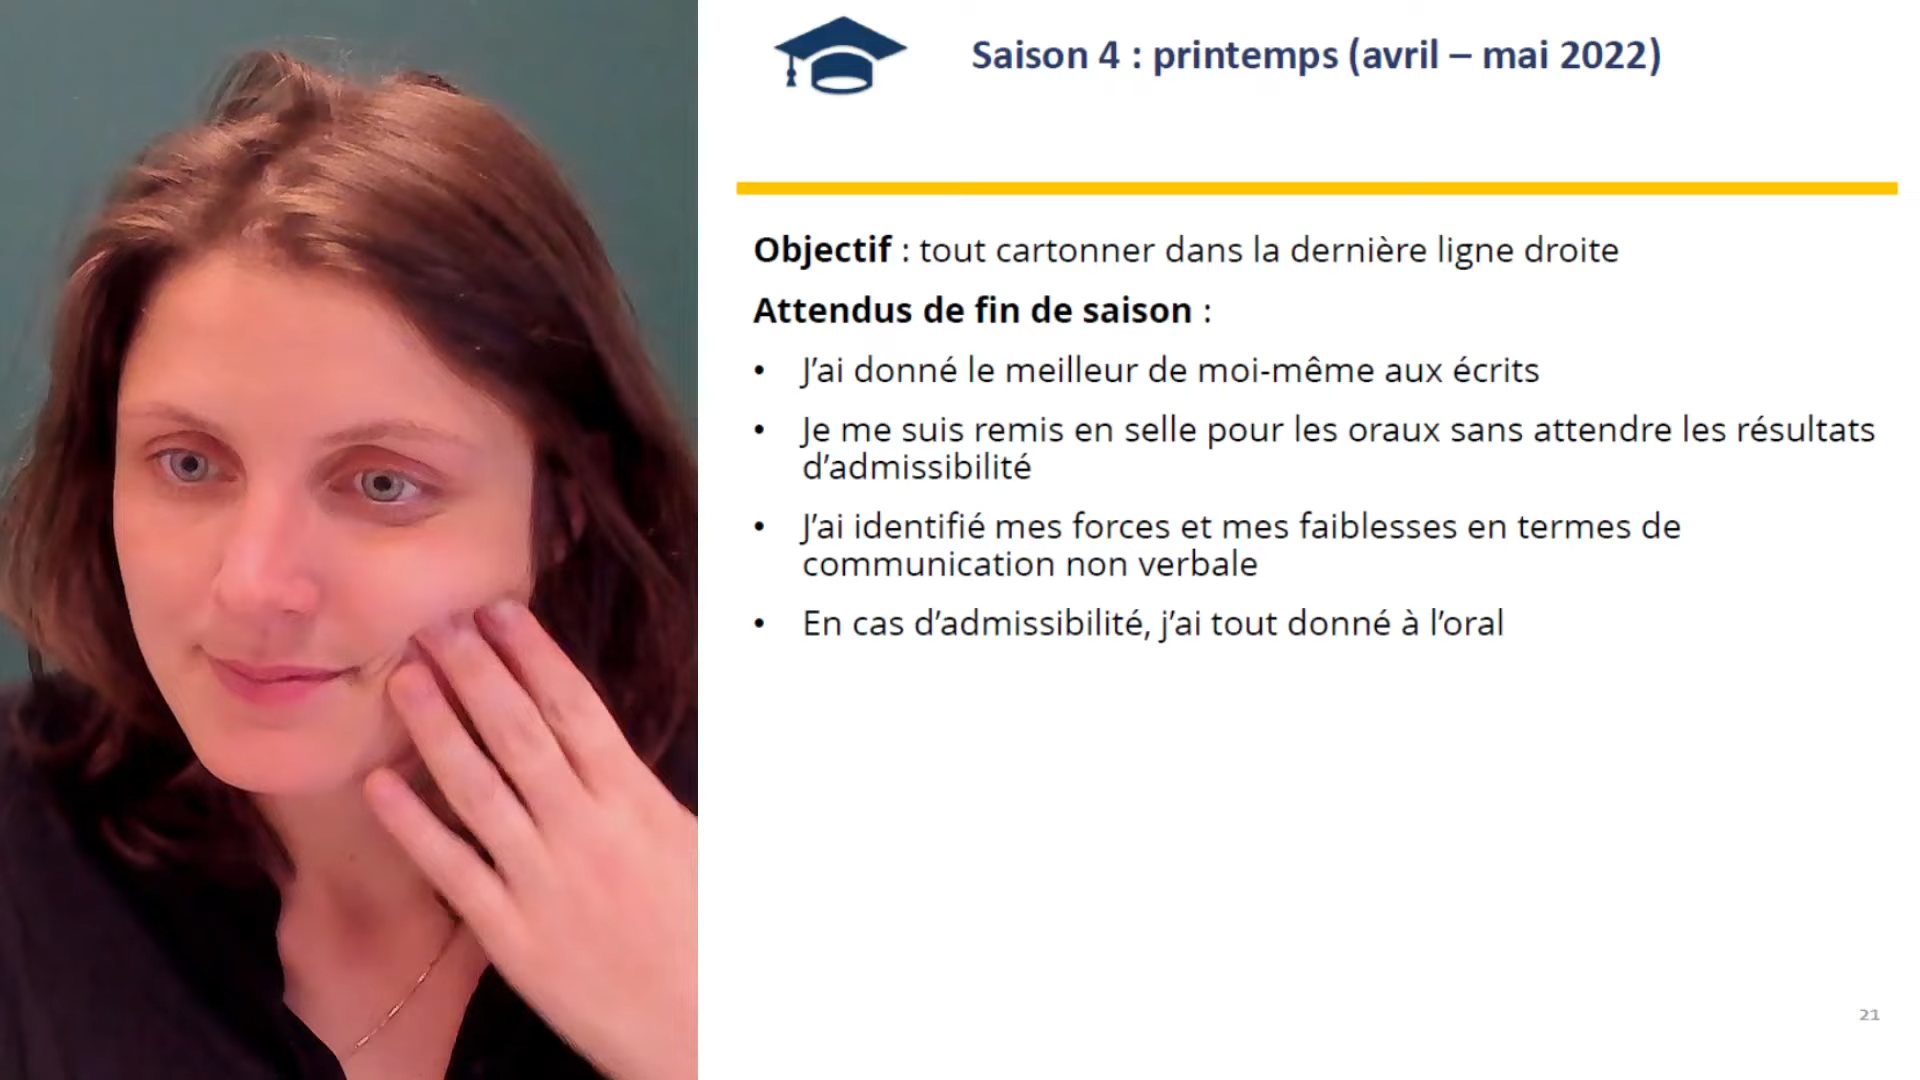 Saison 4 : printemps (avril – mai 2022)
Objectif : tout cartonner dans la dernière ligne droite
Attendus de fin de saison :
• J’ai donné le meilleur de moi-même aux écrits
• Je me suis remis en selle pour les oraux sans attendre les résultats
d’admissibilité
• J’ai identifié mes forces et mes faiblesses en termes de
communication non verbale
• En cas d’admissibilité, j’ai tout donné à l’oral
21